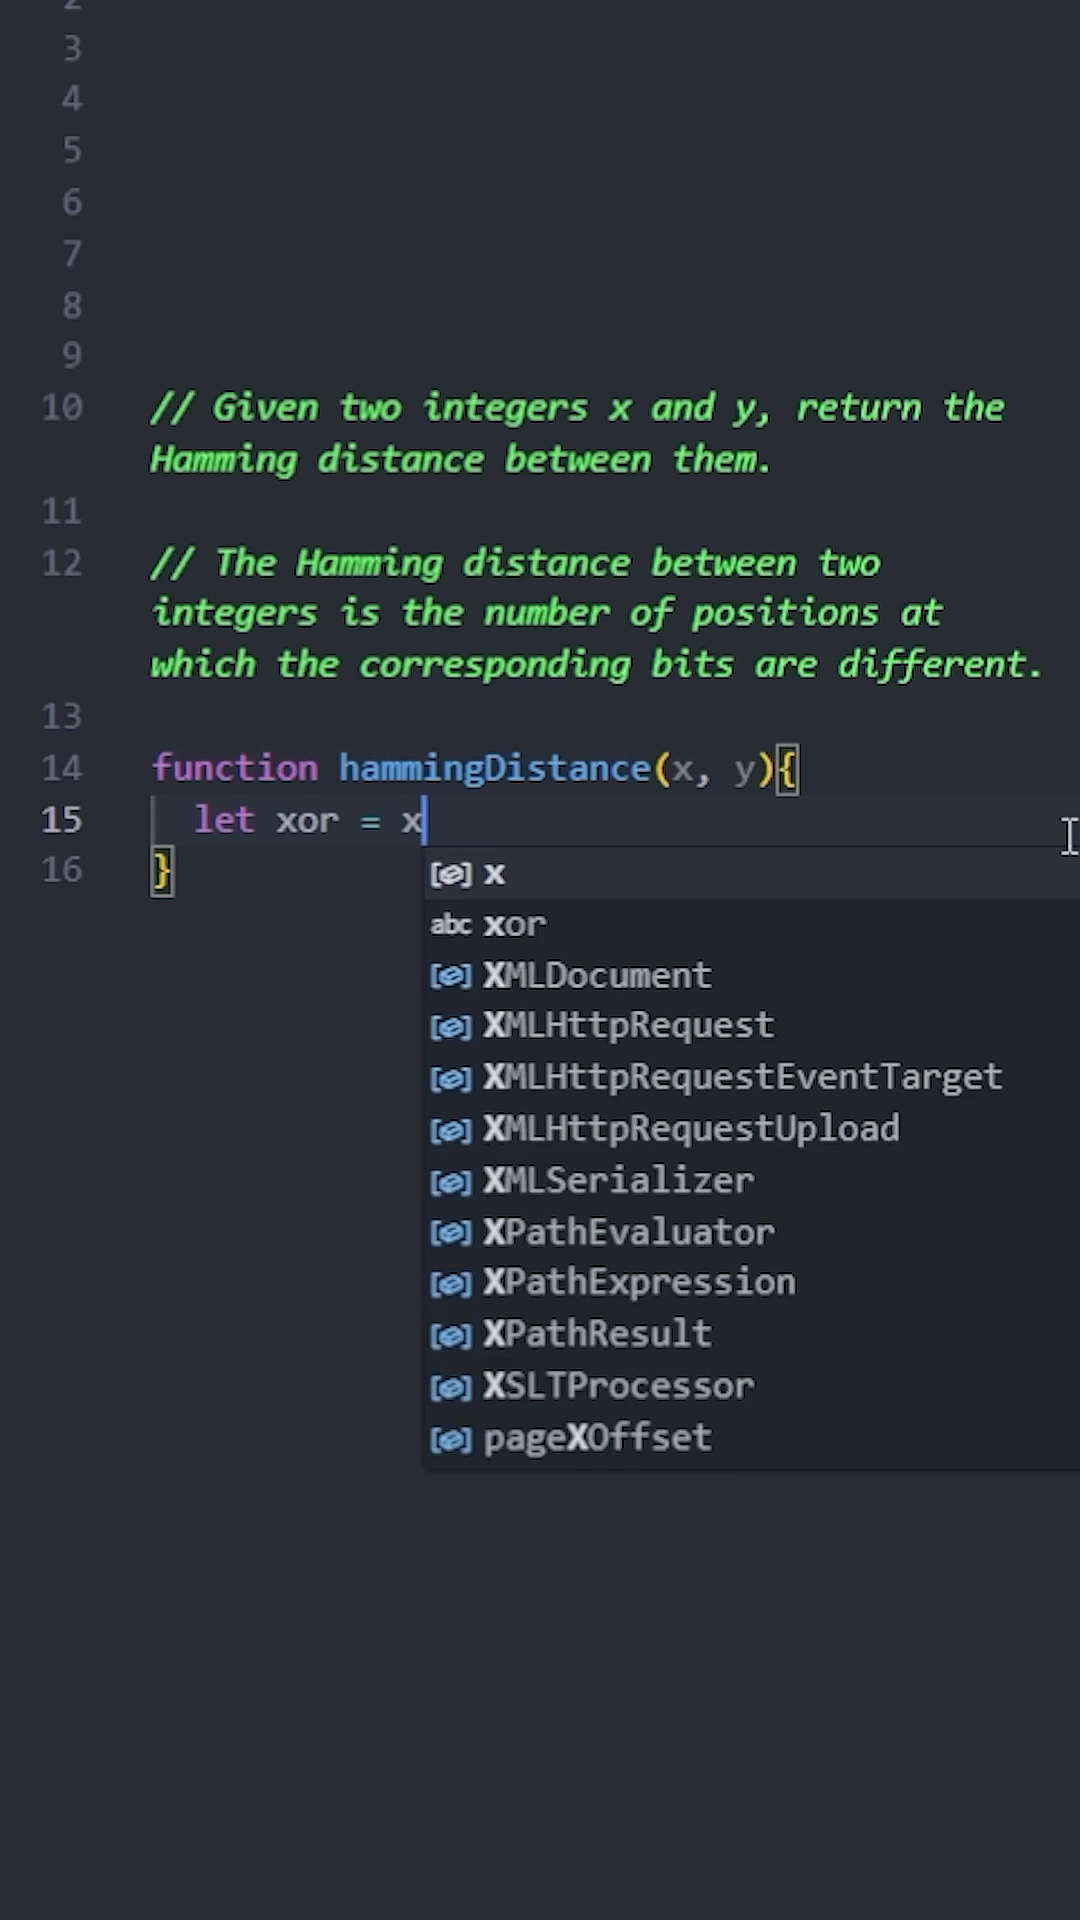 2
3
4
5
6
7
8
9
10 // Given two integers x and y, return the
Hamming distance between them.
11
12 // The Hamming distance between two
integers is the number of positions at
which the corresponding bits are different.
13
14 function hammingDistance(x, y){
15 let xor = x
16 }
x
abc xor
XMLDocument
XMLHttpRequest
XMLHttpRequestEventTarget
XMLHttpRequestUpload
XMLSerializer
XPathEvaluator
XPathExpression
XPathResult
XSLTProcessor
pageXOffset